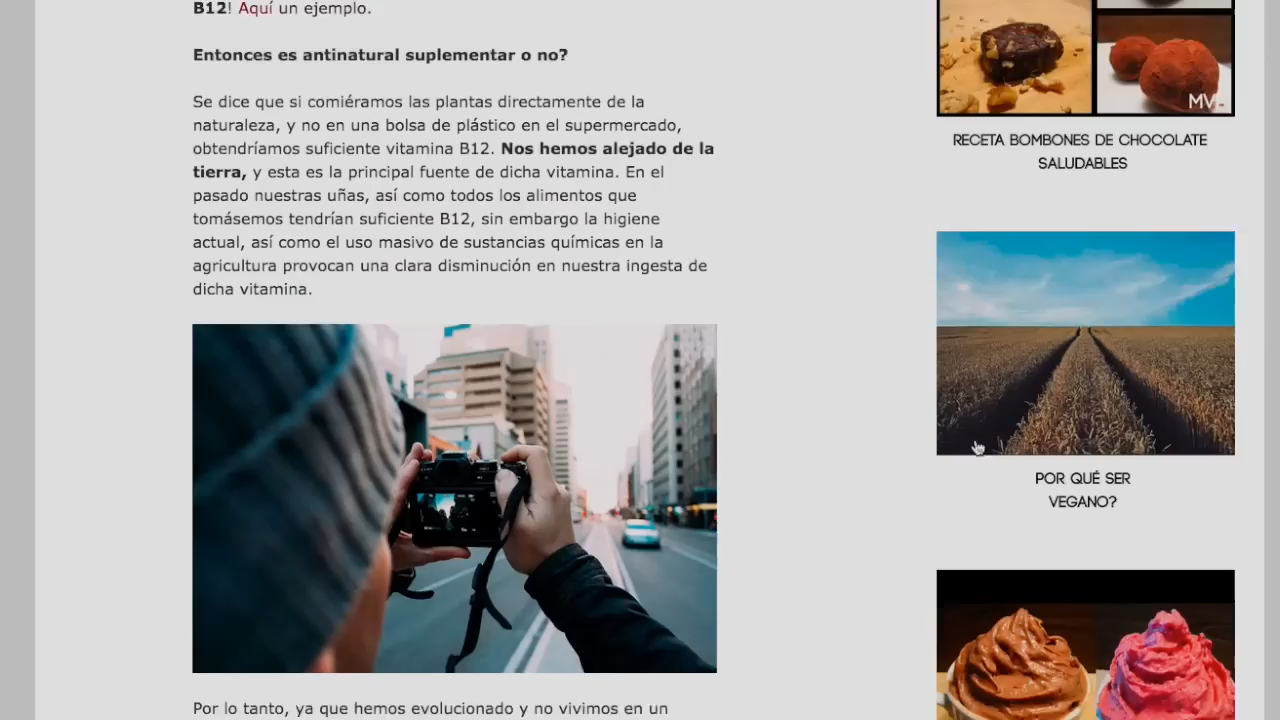 B12! Aquí un ejemplo.
Entonces es antinatural suplementar o no?
Se dice que si comiéramos las plantas directamente de la
naturaleza, y no en una bolsa de plástico en el supermercado,
obtendríamos suficiente vitamina B12. Nos hemos alejado de la
tierra, y esta es la principal fuente de dicha vitamina. En el
pasado nuestras uñas, así como todos los alimentos que
tomásemos tendrían suficiente B12, sin embargo la higiene
actual, así como el uso masivo de sustancias químicas en la
agricultura provocan una clara disminución en nuestra ingesta de
dicha vitamina.
Por lo tanto, ya que hemos evolucionado y no vivimos en un
MV
RECETA BOMBONES DE CHOCOLATE
SALUDABLES
POR QUÉ SER
VEGANO?